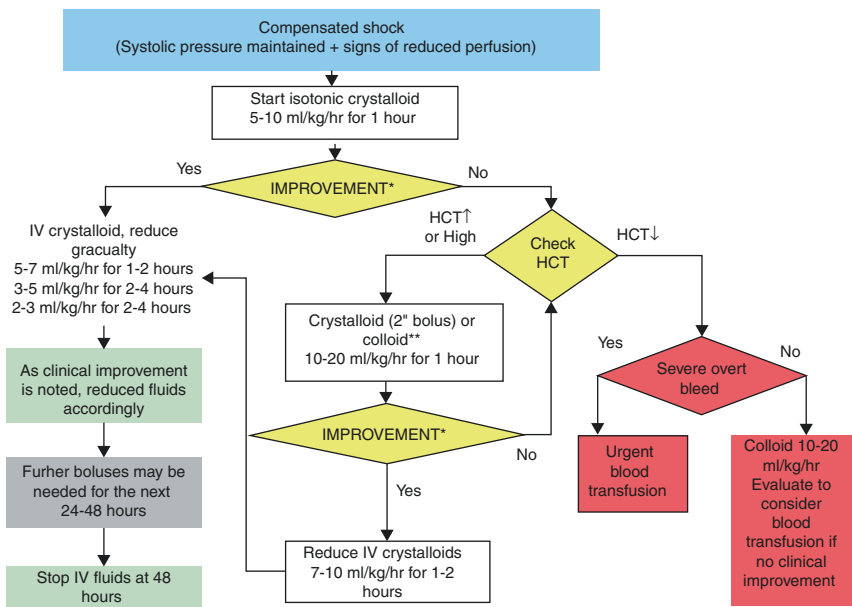 Compensated shock
(Systolic pressure maintained + signs of reduced perfusion)
Start isotonic crystalloid
5-10 ml/kg/hr for 1 hour
Yes
IMPROVEMENT*
No
IV crystalloid, reduce
gracualty
5-7 ml/kg/hr for 1-2 hours
3-5 ml/kg/hr for 2-4 hours
2-3 ml/kg/hr for 2-4 hours
HCT↑
or High
Check
HCT
HCT↓
Crystalloid (2" bolus) or
colloid**
10-20 ml/kg/hr for 1 hour
As clinical improvement
is noted, reduced fluids
accordingly
IMPROVEMENT*
No
Yes
Yes
Severe overt
bleed
No
Urgent
blood
transfusion
Colloid 10-20
ml/kg/hr
Evaluate to
consider
blood
transfusion if
no clinical
improvement
Furher boluses may be
needed for the next
24-48 hours
Reduce IV crystalloids
7-10 ml/kg/hr for 1-2
hours
Stop IV fluids at 48
hours